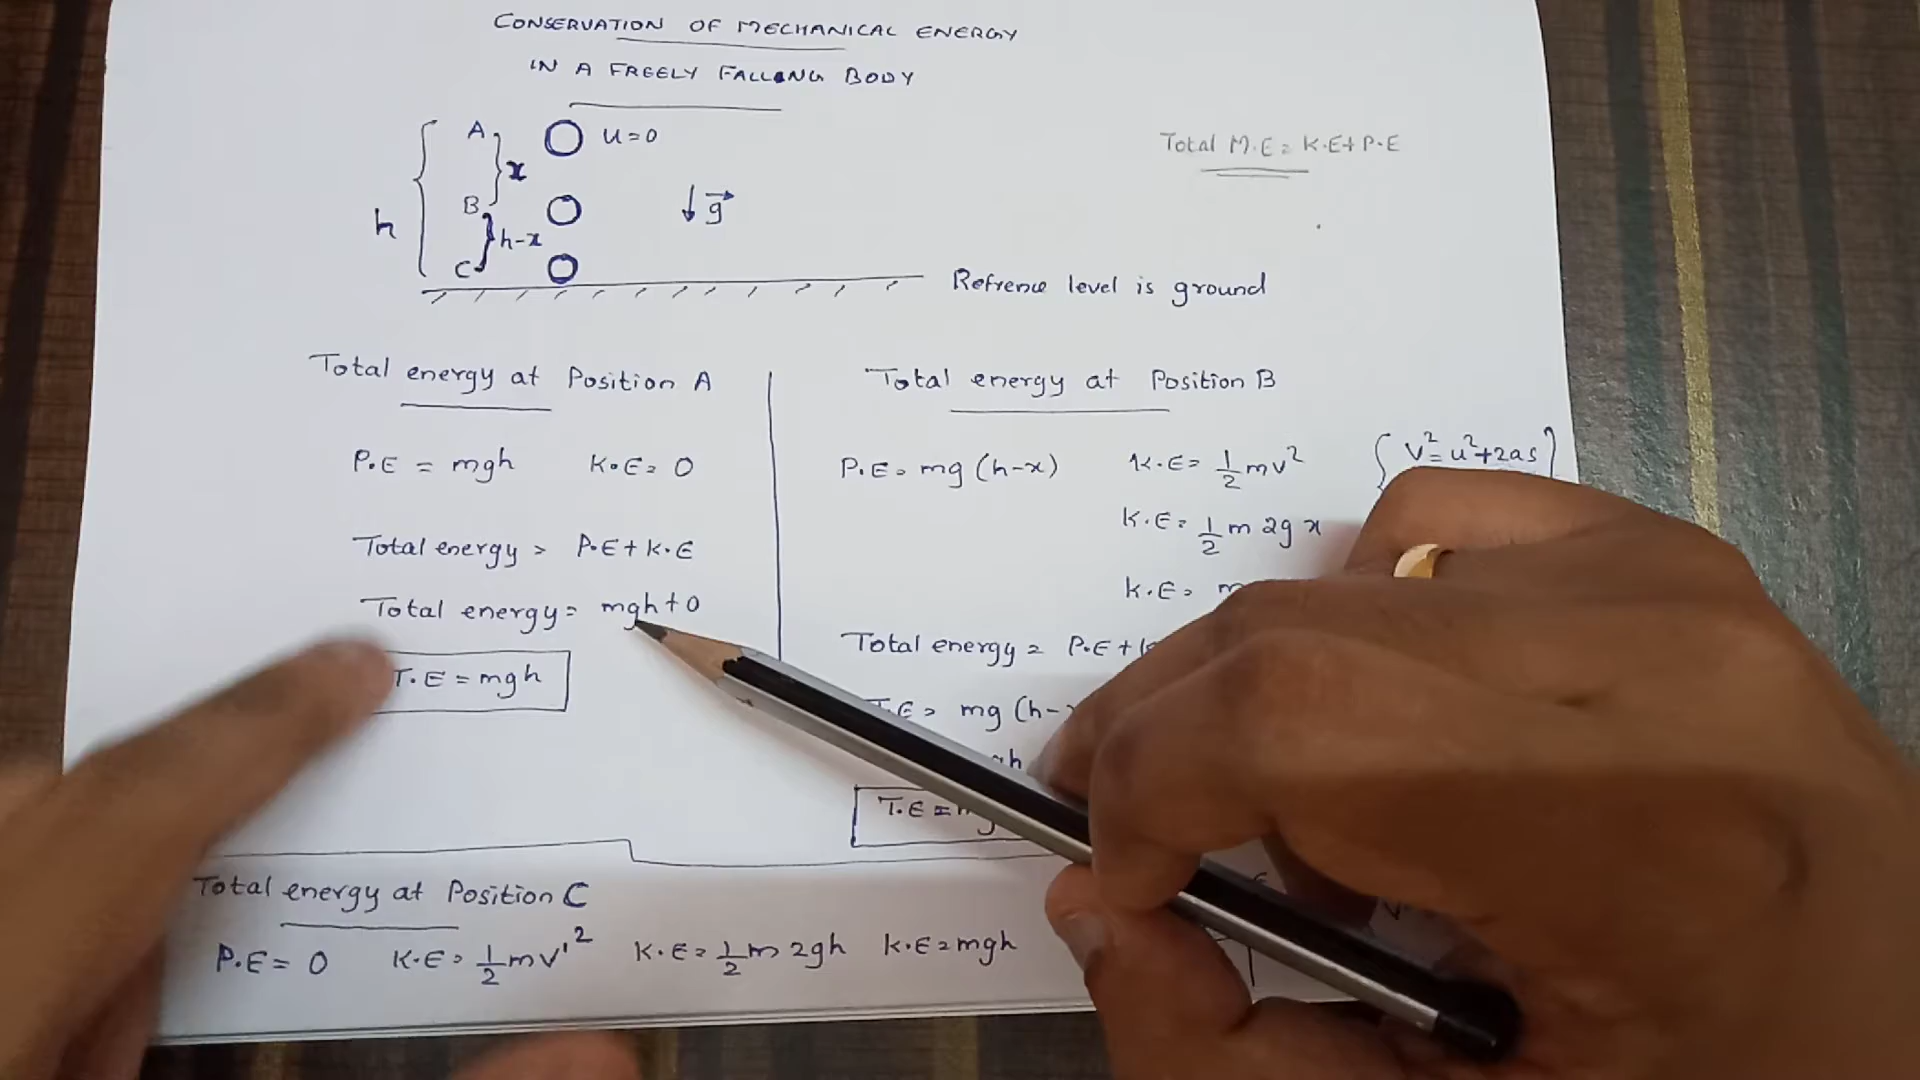 CONSERVATION OF MECHANICAL ENERGY
IN A FREELY FALLING BODY
A
u=0
x
B
g
h
h-x
C
Total M.E = K.E+P.E
Refrence level is ground
Total energy at Position A
P.E = mgh K.E = 0
Total energy = P.E + K.E
Total energy = mgh + 0
T.E = mgh
Total energy at Position B
P.E = mg (h-x) K.E = 1/2 mv² { v² = u²+2as }
K.E = 1/2 m 2g x
K.E =
Total energy = P.E +
T.E = mg (h-
T.E =
Total energy at Position C
P.E = 0 K.E = 1/2 mv'² K.E = 1/2 m 2gh K.E = mgh